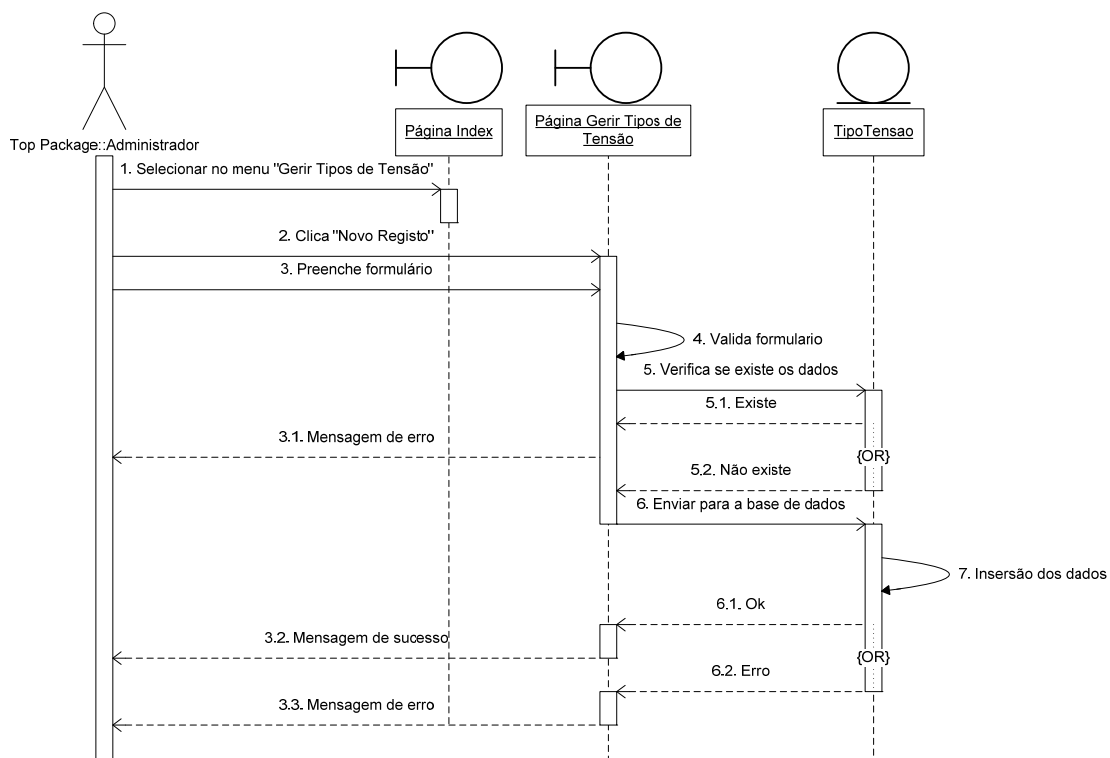 Top Package::Administrador
Página Index
Página Gerir Tipos de
Tensão
TipoTensao
1. Selecionar no menu "Gerir Tipos de Tensão"
2. Clica "Novo Registo"
3. Preenche formulário
4. Valida formulario
5. Verifica se existe os dados
5.1. Existe
3.1. Mensagem de erro
{OR}
5.2. Não existe
6. Enviar para a base de dados
7. Insersão dos dados
6.1. Ok
3.2. Mensagem de sucesso
{OR}
6.2. Erro
3.3. Mensagem de erro